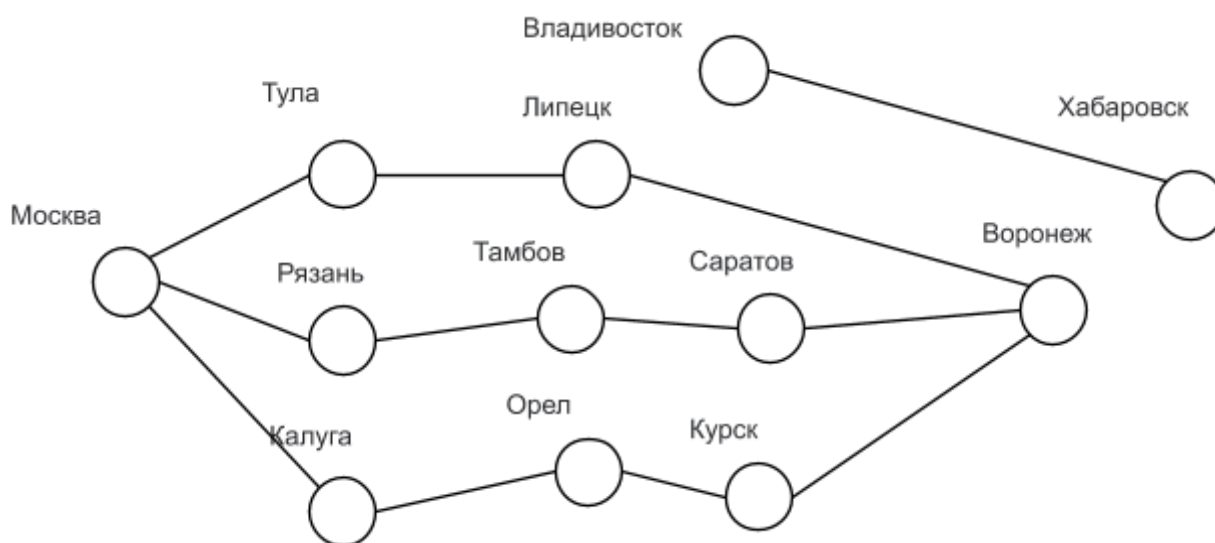 Владивосток
Тула
Липецк
Хабаровск
Москва
Рязань
Тамбов
Саратов
Воронеж
Калуга
Орел
Курск